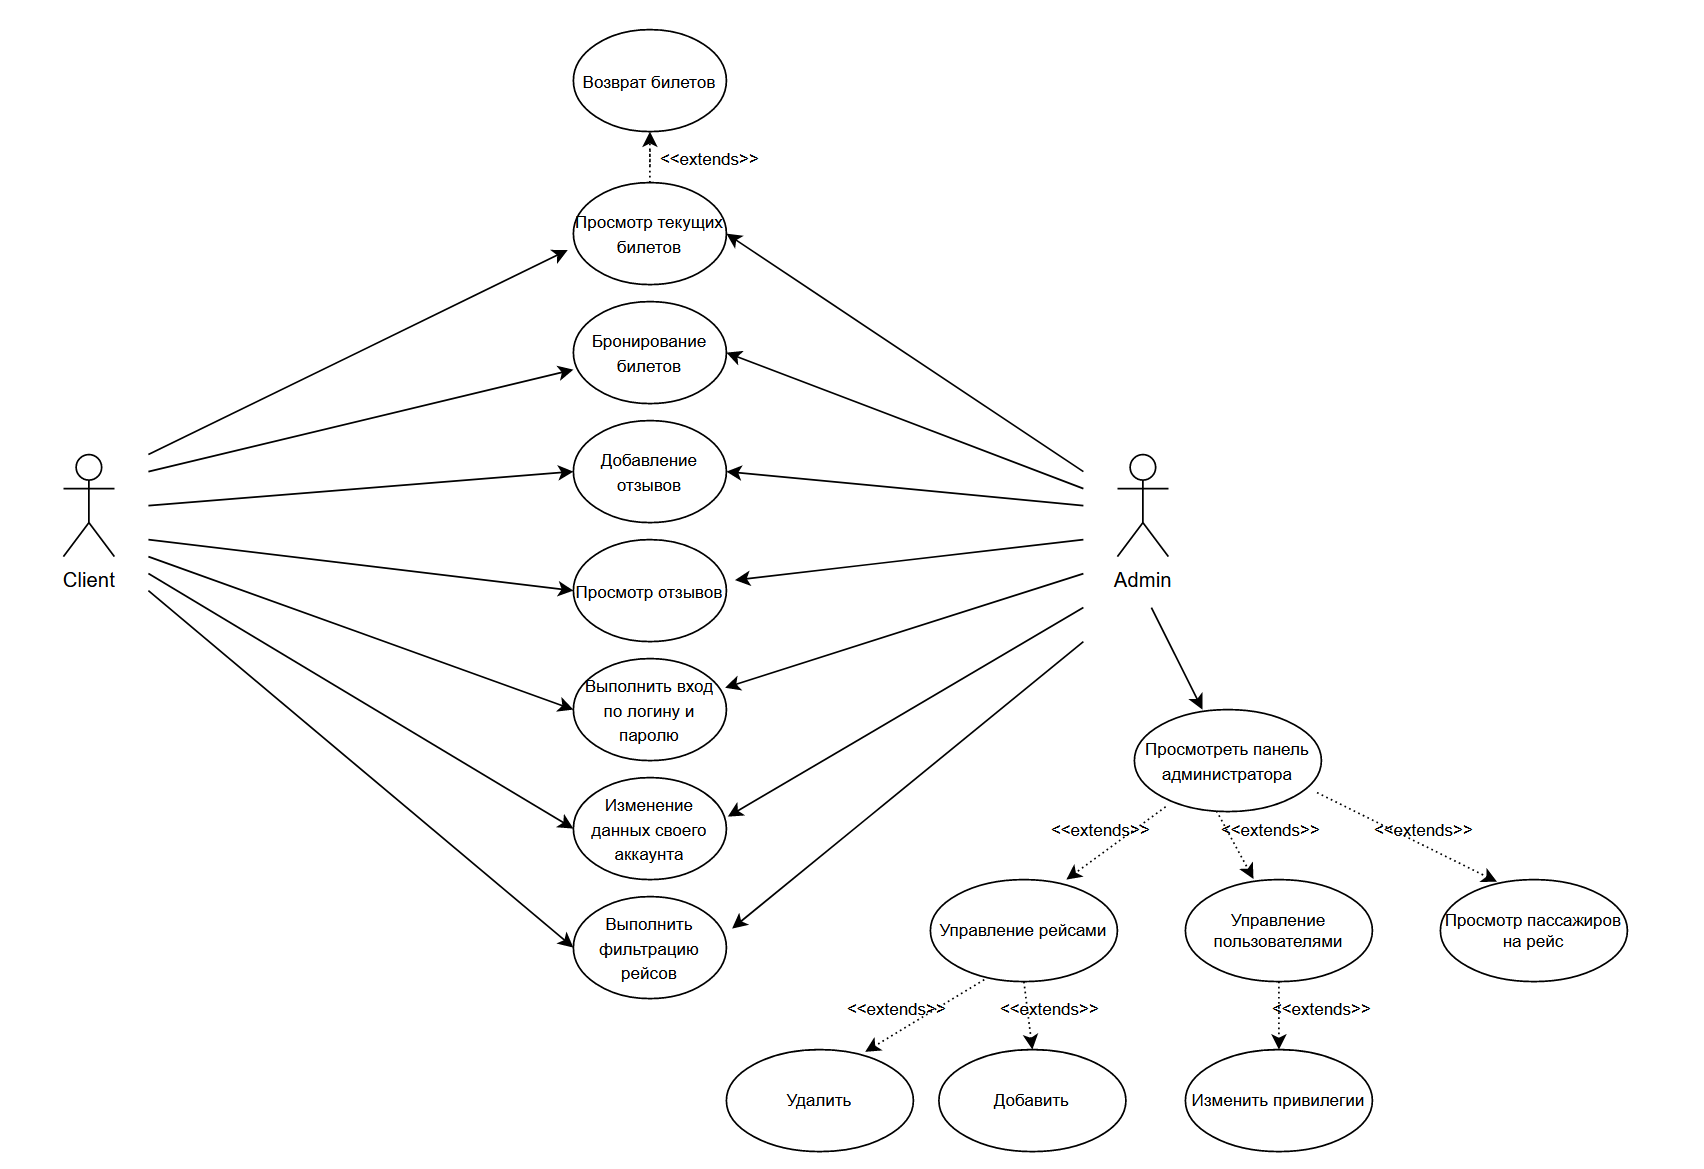 Возврат билетов
<<extends>>
Просмотр текущих
билетов
Бронирование
билетов
Добавление
отзывов
Client
Admin
Просмотр отзывов
Выполнить вход
по логину и
паролю
Просмотреть панель
администратора
Изменение
данных своего
аккаунта
<<extends>>
<<extends>>
<<extends>>
Выполнить
фильтрацию
рейсов
Управление рейсами
Управление
пользователями
Просмотр пассажиров
на рейс
<<extends>>
<<extends>>
<<extends>>
Удалить
Добавить
Изменить привилегии